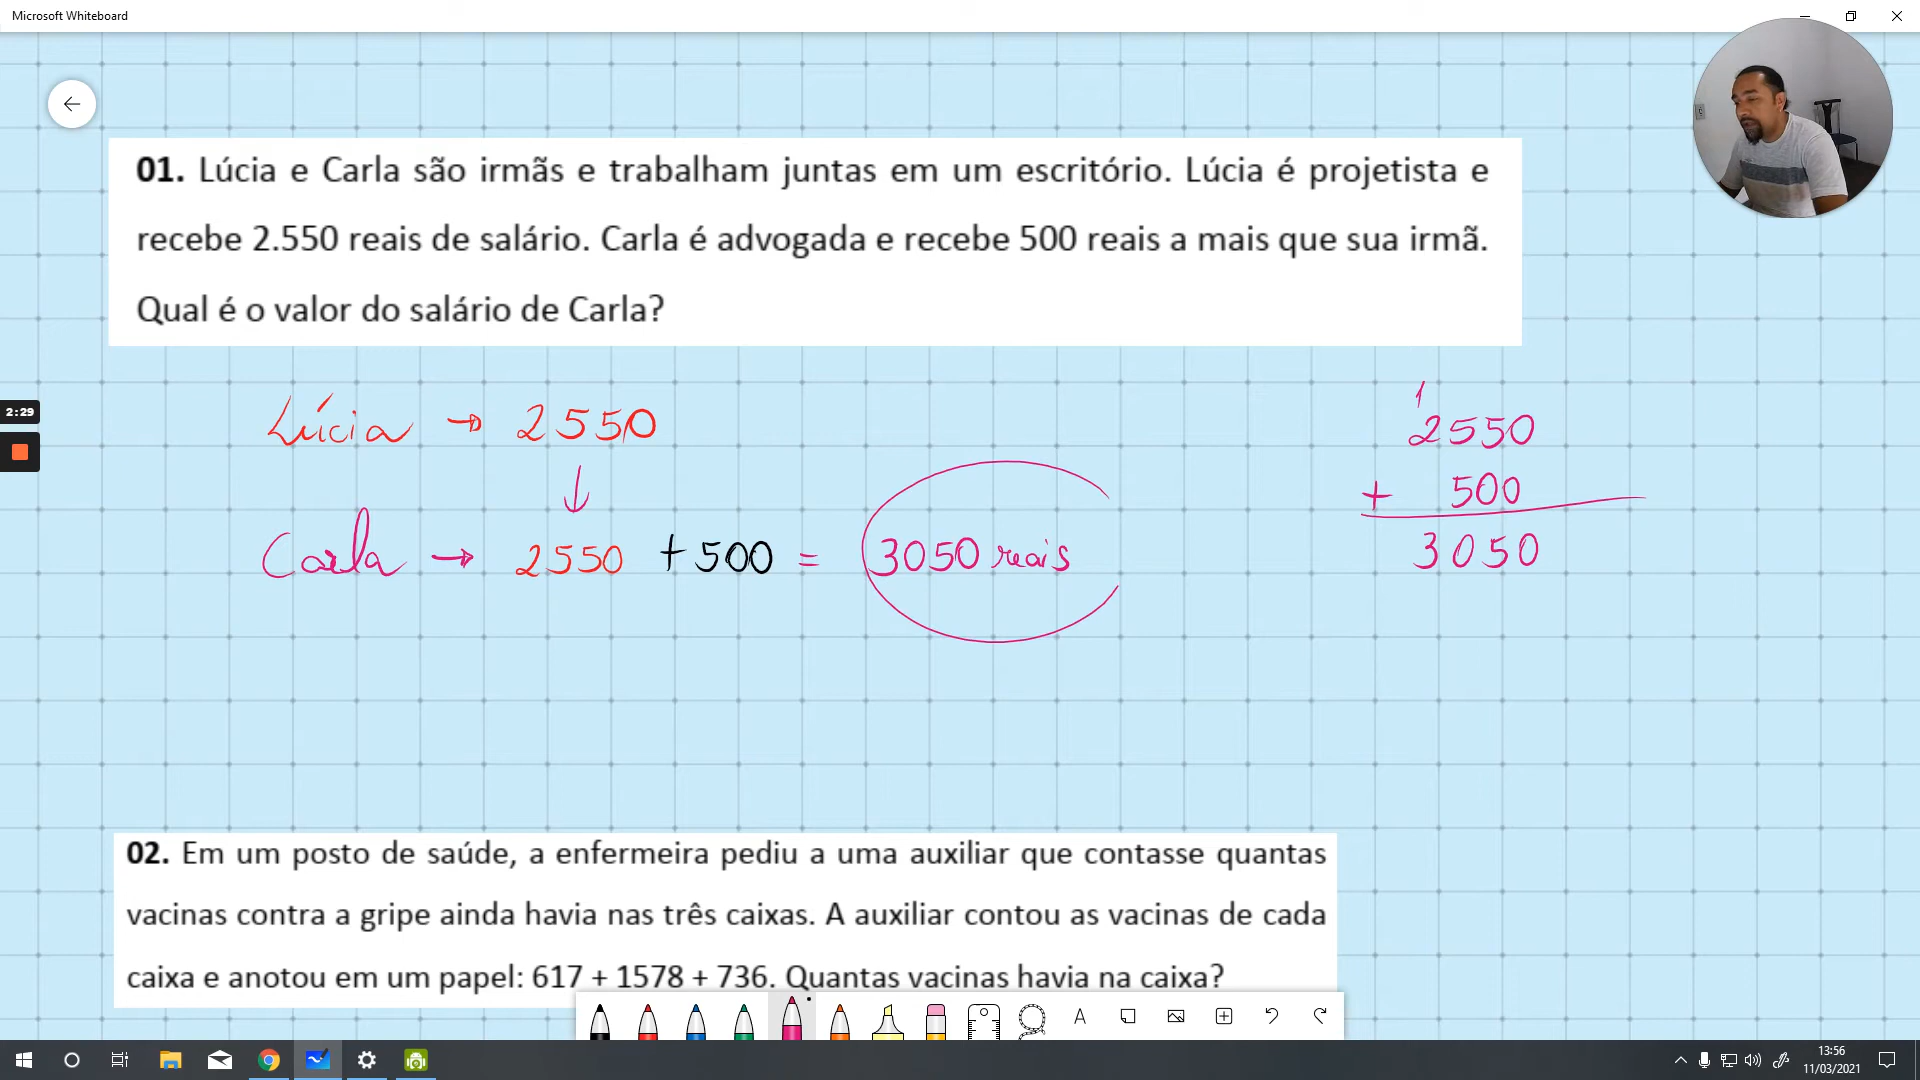 Microsoft Whiteboard
01. Lúcia e Carla são irmãs e trabalham juntas em um escritório. Lúcia é projetista e
recebe 2.550 reais de salário. Carla é advogada e recebe 500 reais a mais que sua irmã.
Qual é o valor do salário de Carla?
2:29
Lúcia → 2550
↓
Carla → 2550 + 500 = 3050 reais
1
2550
+ 500
3050
02. Em um posto de saúde, a enfermeira pediu a uma auxiliar que contasse quantas
vacinas contra a gripe ainda havia nas três caixas. A auxiliar contou as vacinas de cada
caixa e anotou em um papel: 617 + 1578 + 736. Quantas vacinas havia na caixa?
A
13:56
11/03/2021